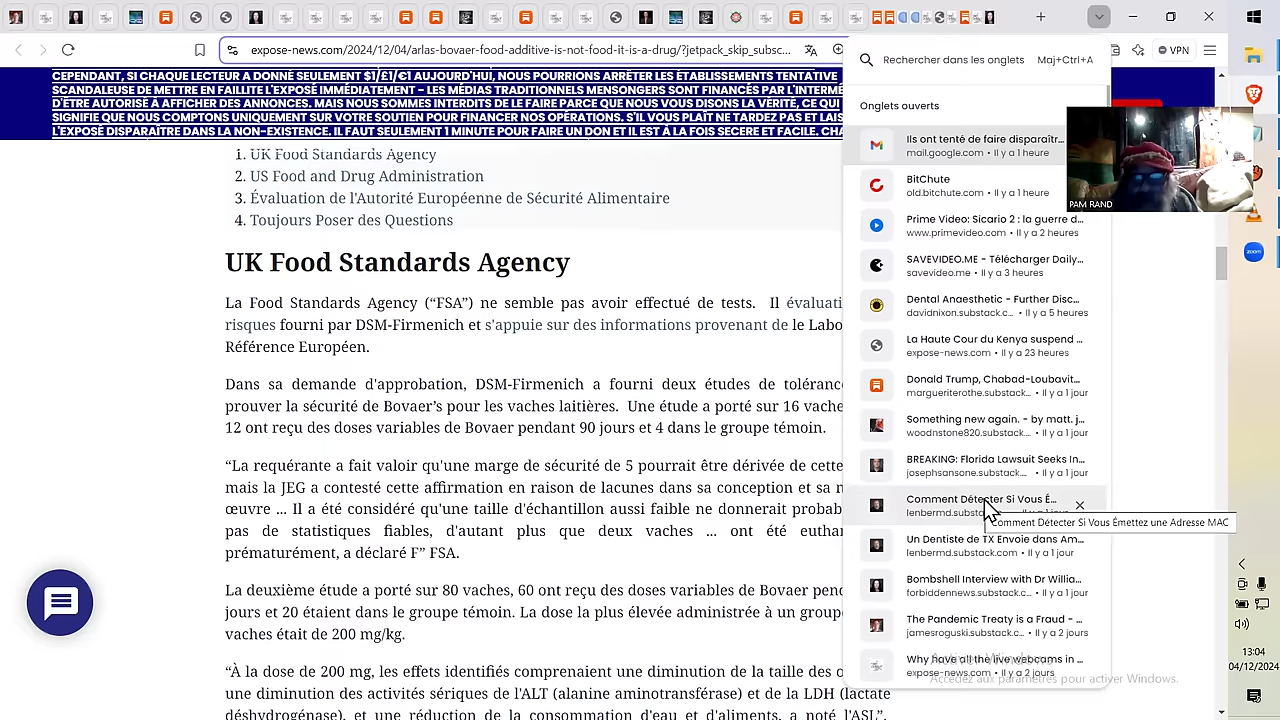 expose-news.com/2024/12/04/arlas-bovaer-food-additive-is-not-food-it-is-a-drug/?jetpack_skip_subsc...
VPN
CEPENDANT, SI CHAQUE LECTEUR A DONNÉ SEULEMENT $1/£1/€1 AUJOURD'HUI, NOUS POURRIONS ARRÊTER LES ÉTABLISSEMENTS TENTATIVE
SCANDALEUSE DE METTRE EN FAILLITE L'EXPOSÉ IMMÉDIATEMENT - LES MÉDIAS TRADITIONNELS MENSONGERS SONT FINANCÉS PAR L'INTERMÉ
D'ÊTRE AUTORISÉ À AFFICHER DES ANNONCES. MAIS NOUS SOMMES INTERDITS DE LE FAIRE PARCE QUE NOUS VOUS DISONS LA VÉRITÉ, CE QUI
SIGNIFIE QUE NOUS COMPTONS UNIQUEMENT SUR VOTRE SOUTIEN POUR FINANCER NOS OPÉRATIONS. S'IL VOUS PLAÎT NE TARDEZ PAS ET LAIS
L'EXPOSÉ DISPARAÎTRE DANS LA NON-EXISTENCE. IL FAUT SEULEMENT 1 MINUTE POUR FAIRE UN DON ET IL EST À LA FOIS SECERE ET FACILE. CHA
1. UK Food Standards Agency
2. US Food and Drug Administration
3. Évaluation de l'Autorité Européenne de Sécurité Alimentaire
4. Toujours Poser des Questions
UK Food Standards Agency
La Food Standards Agency (“FSA”) ne semble pas avoir effectué de tests. Il évaluati
risques fourni par DSM-Firmenich et s'appuie sur des informations provenant de le Labo
Référence Européen.
Dans sa demande d'approbation, DSM-Firmenich a fourni deux études de toléranc
prouver la sécurité de Bovaer’s pour les vaches laitières. Une étude a porté sur 16 vache
12 ont reçu des doses variables de Bovaer pendant 90 jours et 4 dans le groupe témoin.
“La requérante a fait valoir qu'une marge de sécurité de 5 pourrait être dérivée de cette
mais la JEG a contesté cette affirmation en raison de lacunes dans sa conception et sa m
œuvre ... Il a été considéré qu'une taille d'échantillon aussi faible ne donnerait probab
pas de statistiques fiables, d'autant plus que deux vaches ... ont été euthan
prématurément, a déclaré F” FSA.
La deuxième étude a porté sur 80 vaches, 60 ont reçu des doses variables de Bovaer pend
jours et 20 étaient dans le groupe témoin. La dose la plus élevée administrée à un group
vaches était de 200 mg/kg.
“À la dose de 200 mg, les effets identifiés comprenaient une diminution de la taille des o
une diminution des activités sériques de l'ALT (alanine aminotransférase) et de la LDH (lactate
déshydrogénase), et une réduction de la consommation d'eau et d'aliments, a noté l'ASL”.
Rechercher dans les onglets Maj+Ctrl+A
Onglets ouverts
Ils ont tenté de faire disparaîtr...
mail.google.com • Il y a 1 heure
BitChute
old.bitchute.com • Il y a 1 heure
Prime Video: Sicario 2 : la guerre d...
www.primevideo.com • Il y a 2 heures
SAVEVIDEO.ME - Télécharger Daily...
savevideo.me • Il y a 3 heures
Dental Anaesthetic - Further Disc...
davidnixon.substack.c... • Il y a 5 heures
La Haute Cour du Kenya suspend ...
expose-news.com • Il y a 23 heures
Donald Trump, Chabad-Loubavit...
margueriterothe.substack... • Il y a 1 jour
Something new again. - by matt. j...
woodnstone820.substack.... • Il y a 1 jour
BREAKING: Florida Lawsuit Seeks In...
josephsansone.substack.... • Il y a 1 jour
Comment Détecter Si Vous É...
lenbermd.substa
Comment Détecter Si Vous Émettez une Adresse MAC
Un Dentiste de TX Envoie dans Am...
lenbermd.substack.com • Il y a 1 jour
Bombshell Interview with Dr Willia...
forbiddennews.substack.c... • Il y a 1 jour
The Pandemic Treaty is a Fraud - ...
jamesroguski.substack.c... • Il y a 2 jours
Why have all the live webcams in ...
expose-news.com • Il y a 2 jours
Accédez aux paramètres pour activer Windows.
PAM RAND
zoom
13:04
04/12/2024